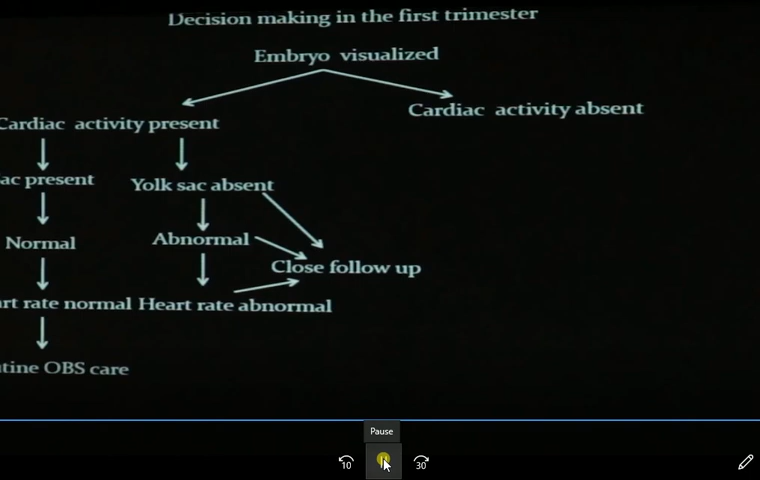 Decision making in the first trimester
Embryo visualized
Cardiac activity present
Cardiac activity absent
ac present
Yolk sac absent
Normal
Abnormal
Close follow up
rt rate normal
Heart rate abnormal
tine OBS care
Pause
10
30